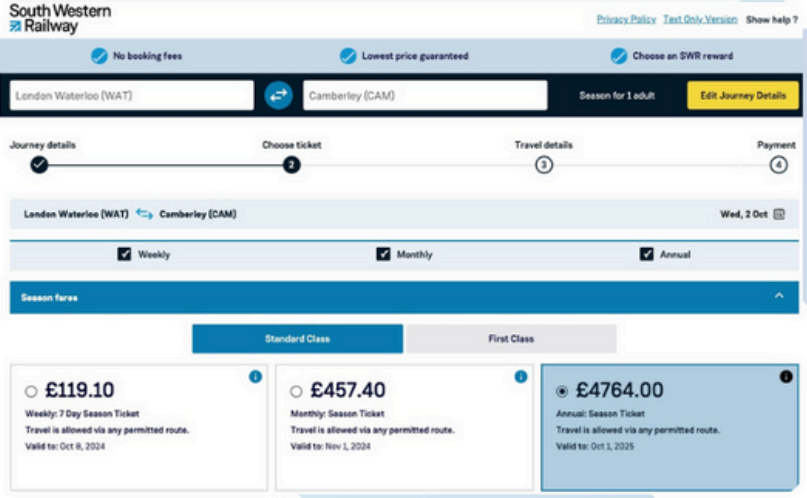 South Western
Railway
Privacy Policy Text Only Version Show help ?
No booking fees
Lowest price guaranteed
Choose an SWR reward
London Waterloo (WAT)
Camberley (CAM)
Season for 1 adult
Edit Journey Details
Journey details
Choose ticket
Travel details
Payment
2
3
4
London Waterloo (WAT) Camberley (CAM)
Wed, 2 Oct
Weekly
Monthly
Annual
Season fares
Standard Class
First Class
£119.10
Weekly: 7 Day Season Ticket
Travel is allowed via any permitted route.
Valid to: Oct 8, 2024
£457.40
Monthly: Season Ticket
Travel is allowed via any permitted route.
Valid to: Nov 1, 2024
£4764.00
Annual: Season Ticket
Travel is allowed via any permitted route.
Valid to: Oct 1, 2025